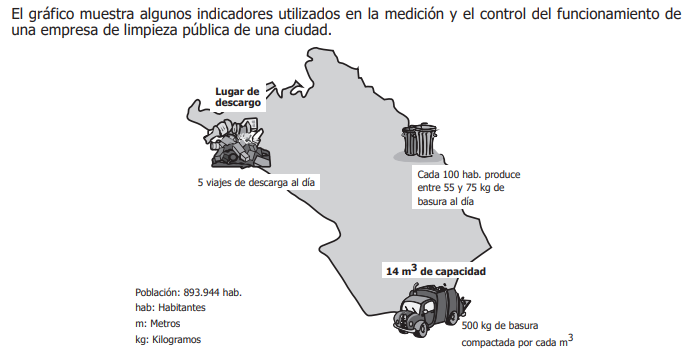 El gráfico muestra algunos indicadores utilizados en la medición y el control del funcionamiento de
una empresa de limpieza pública de una ciudad.
Lugar de
descargo
5 viajes de descarga al día
Cada 100 hab. produce
entre 55 y 75 kg de
basura al día
14 m³ de capacidad
Población: 893.944 hab.
hab: Habitantes
m: Metros
kg: Kilogramos
500 kg de basura
compactada por cada m³